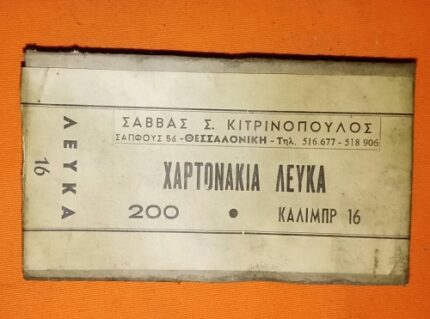 ΛΕΥΚΑ
16
ΣΑΒΒΑΣ Σ. ΚΙΤΡΙΝΟΠΟΥΛΟΣ
ΣΑΠΦΟΥΣ 56 - ΘΕΣΣΑΛΟΝΙΚΗ - Τηλ. 516.677 - 518 906
ΧΑΡΤΟΝΑΚΙΑ ΛΕΥΚΑ
200 • ΚΑΛΙΜΠΡ 16